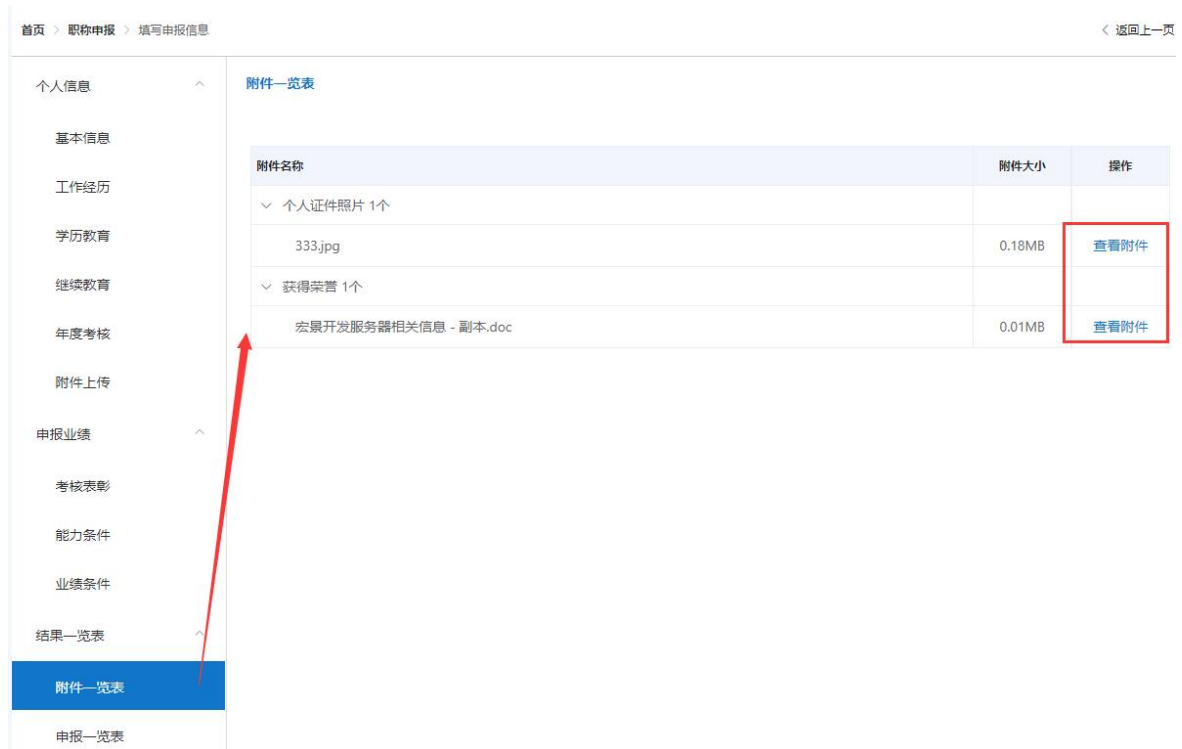 首页 > 职称申报 > 填写申报信息
< 返回上一页
个人信息
基本信息
工作经历
学历教育
继续教育
年度考核
附件上传
申报业绩
考核表彰
能力条件
业绩条件
结果一览表
附件一览表
申报一览表
附件一览表
附件名称 附件大小 操作
个人证件照片 1个
333.jpg 0.18MB 查看附件
获得荣誉 1个
宏景开发服务器相关信息 - 副本.doc 0.01MB 查看附件